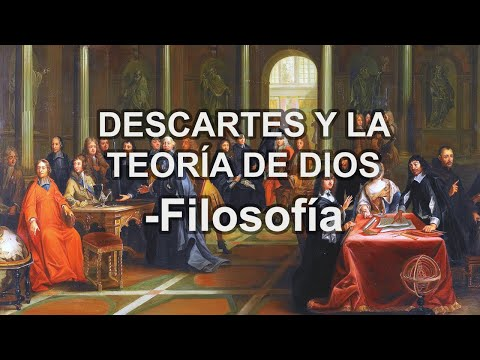 DESCARTES Y LA
TEORÍA DE DIOS
-Filosofía